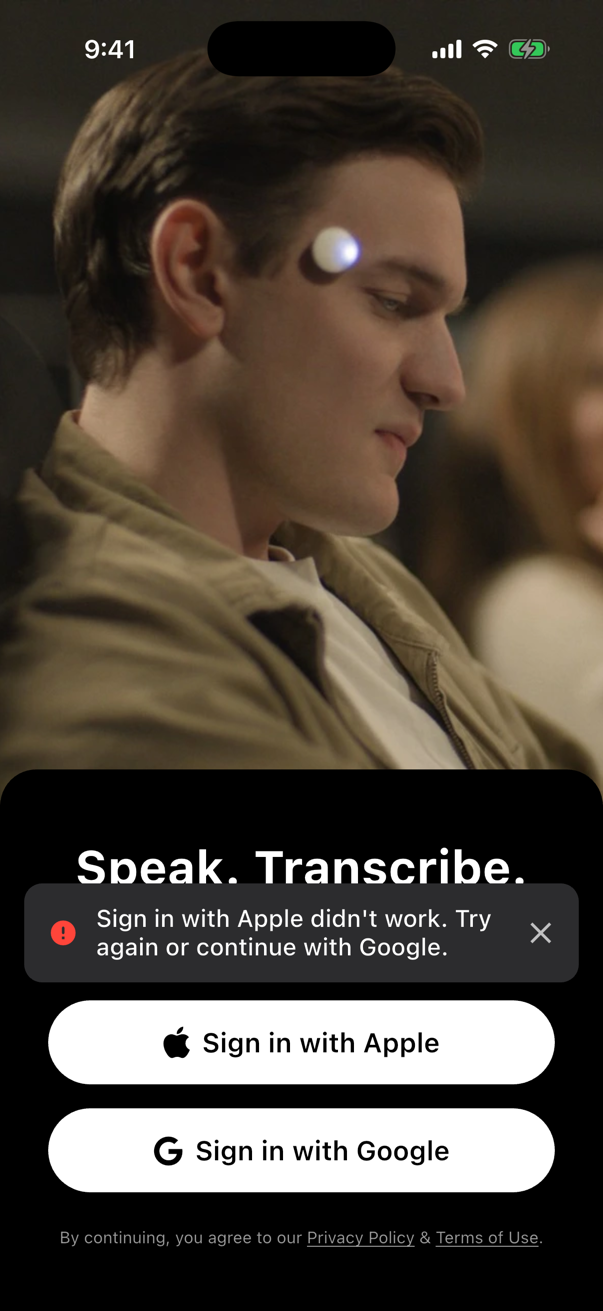 9:41
Speak. Transcribe.
Sign in with Apple didn't work. Try
again or continue with Google.
Sign in with Apple
Sign in with Google
By continuing, you agree to our Privacy Policy & Terms of Use.